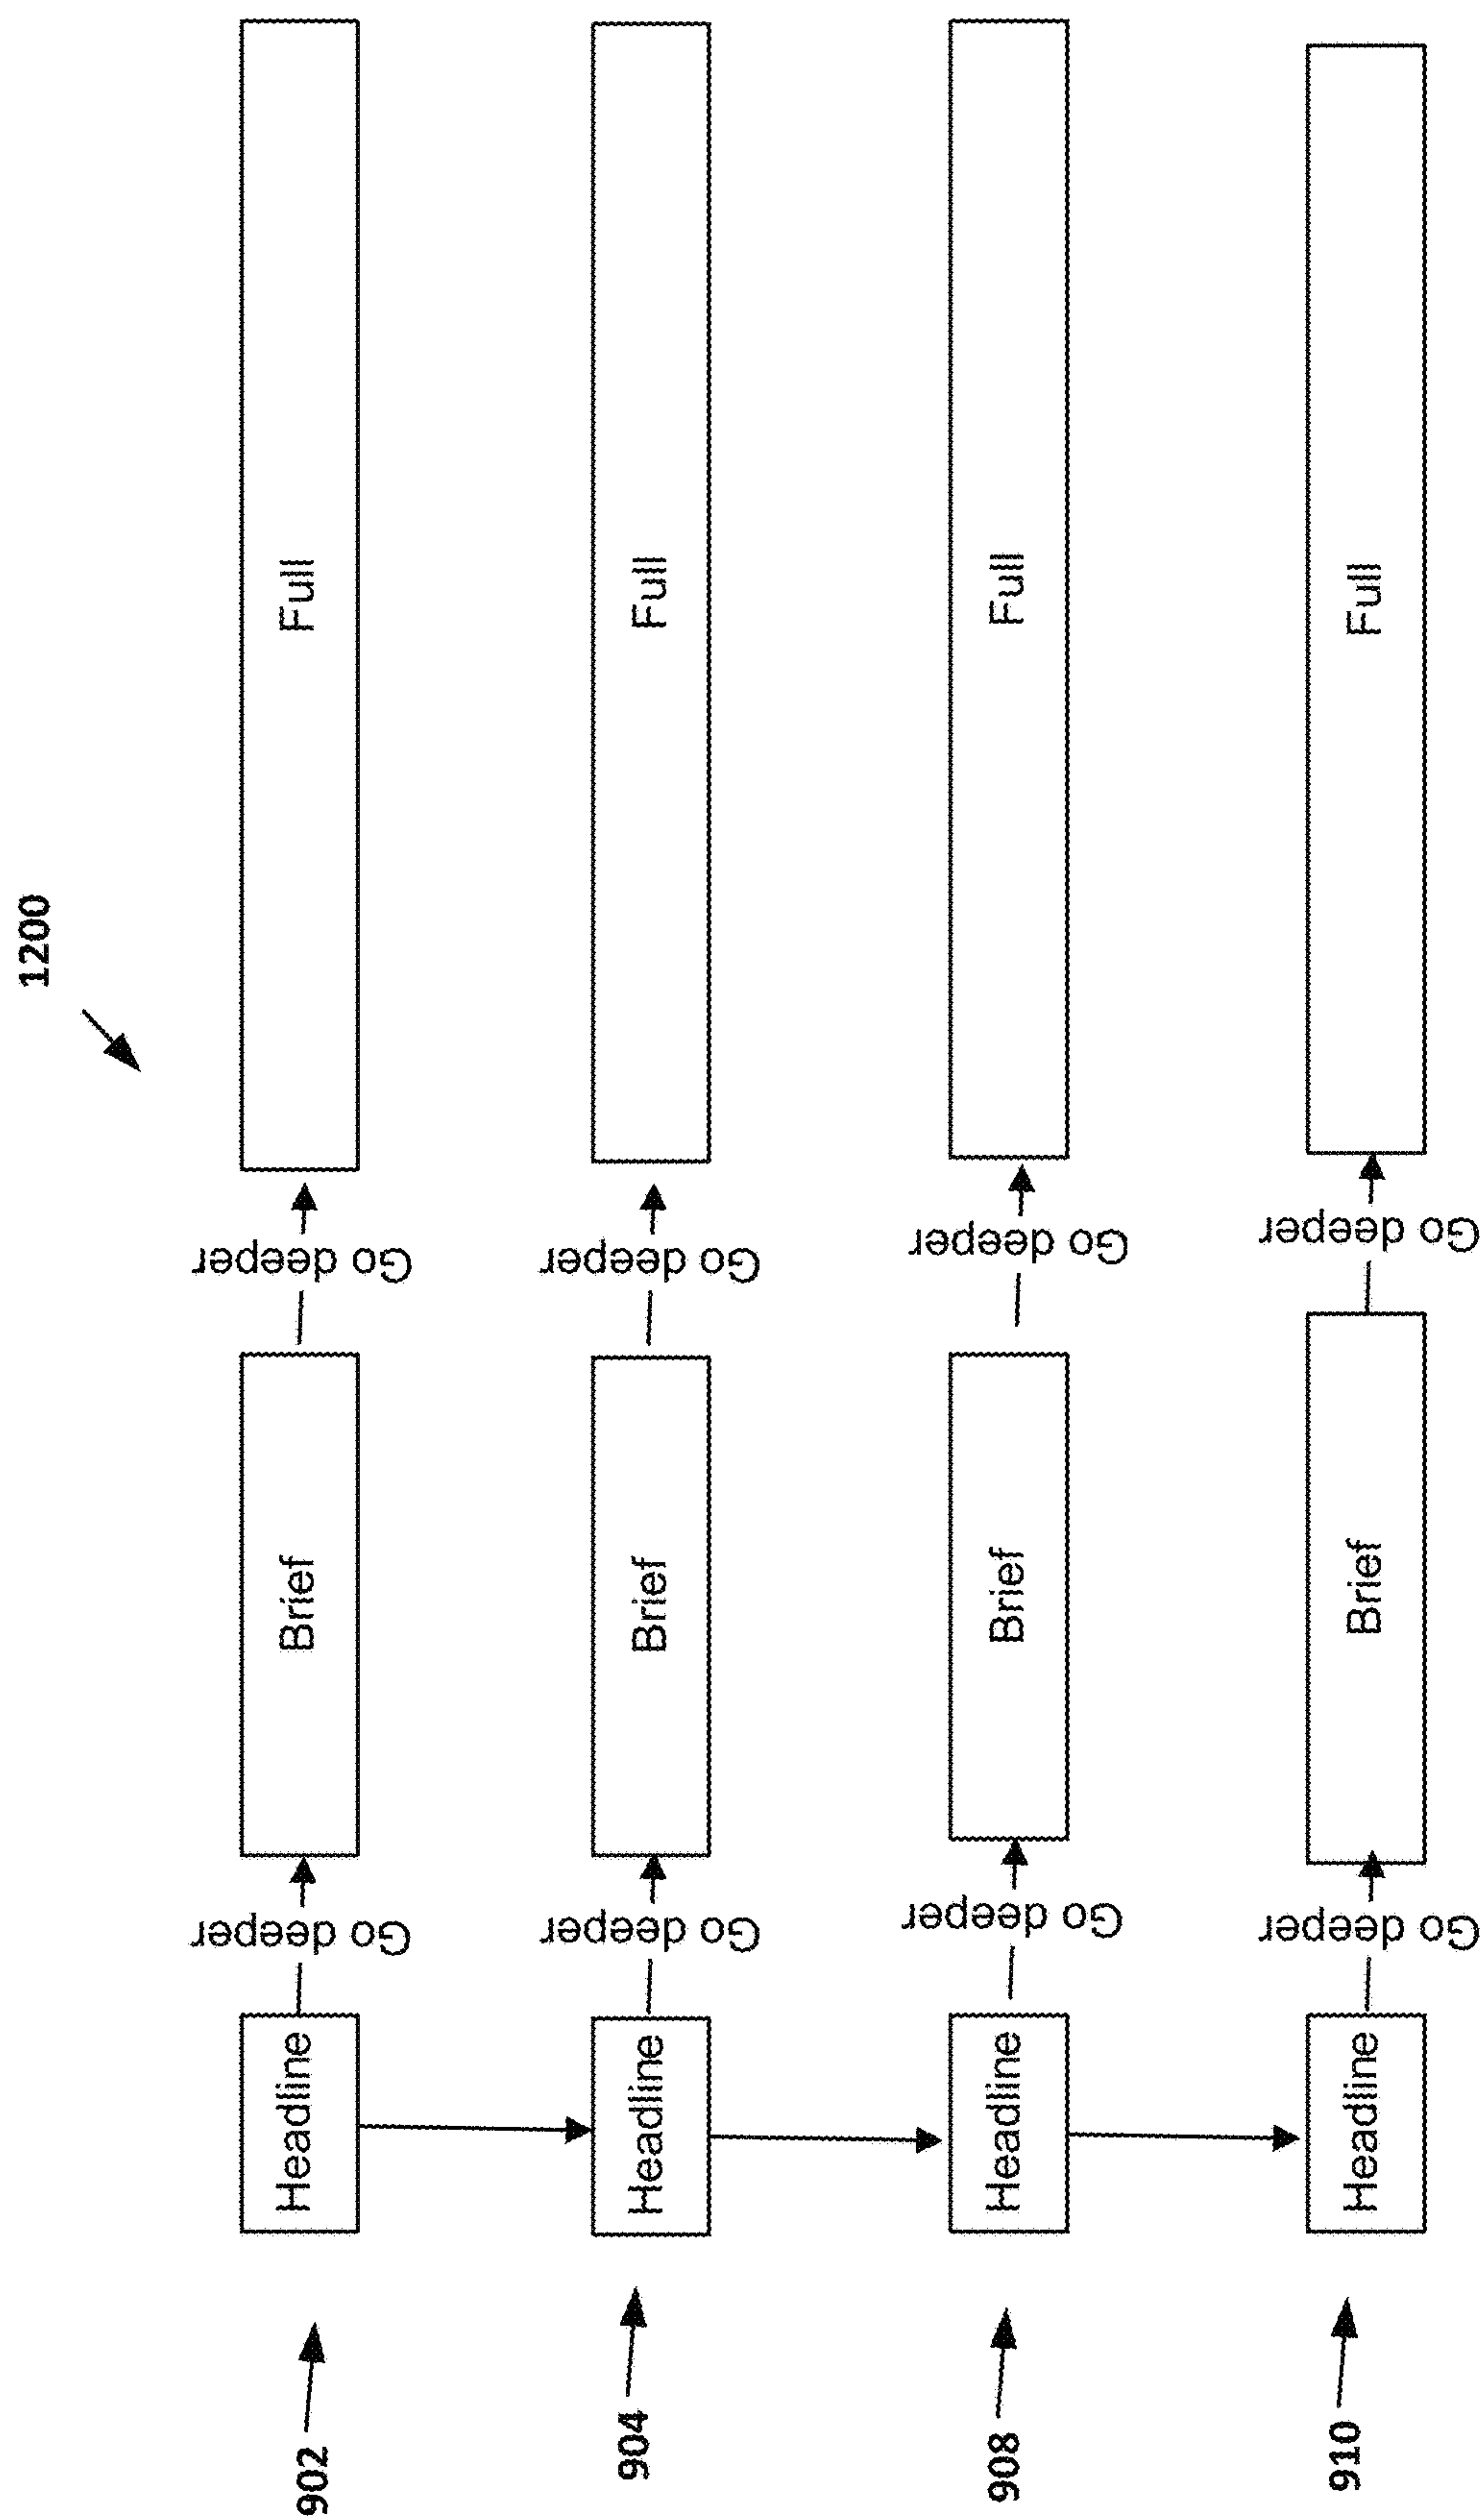 1200
902
Headline
Go deeper
Brief
Go deeper
Full
904
Headline
Go deeper
Brief
Go deeper
Full
908
Headline
Go deeper
Brief
Go deeper
Full
910
Headline
Go deeper
Brief
Go deeper
Full